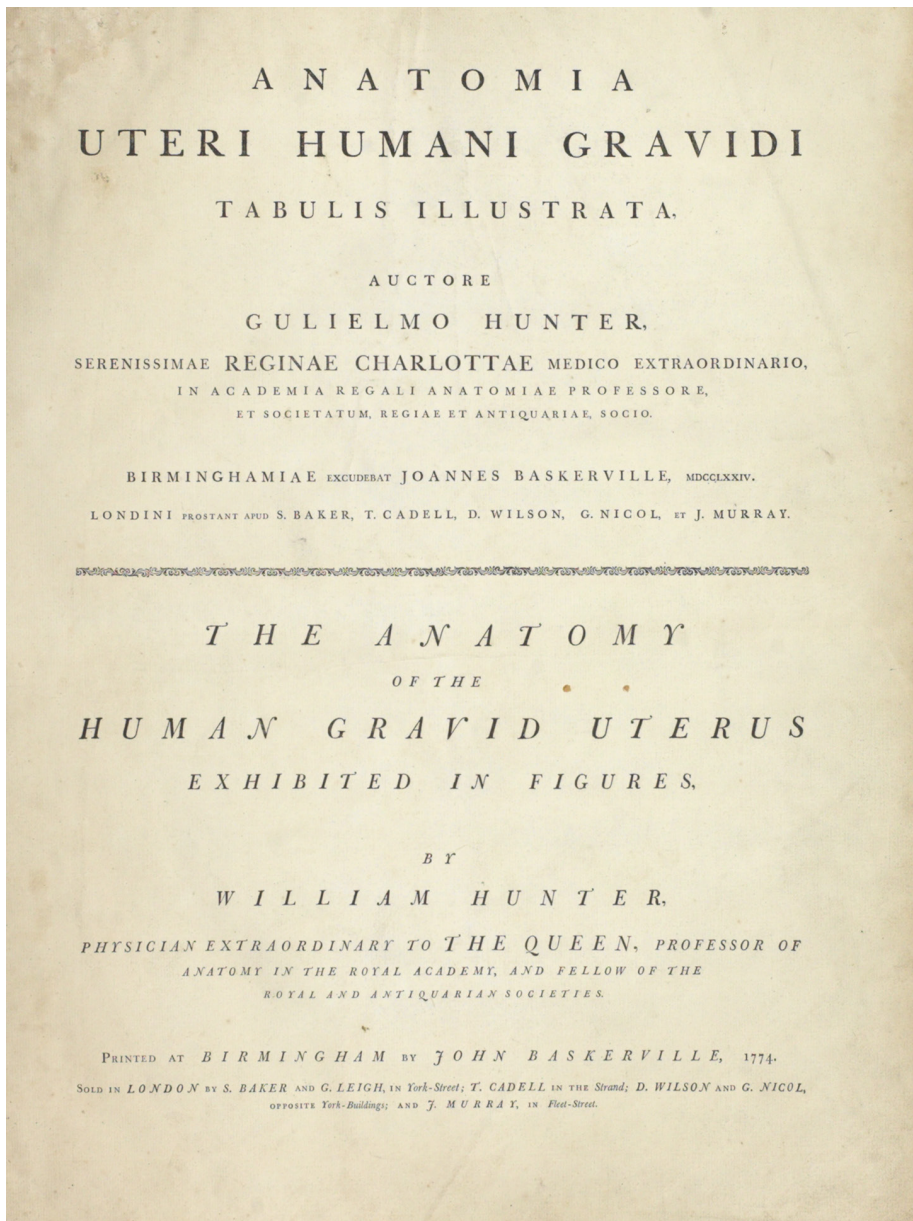 ANATOMIA
UTERI HUMANI GRAVIDI
TABULIS ILLUSTRATA,
AUCTORE
GULIELMO HUNTER,
SERENISSIMAE REGINAE CHARLOTTAE MEDICO EXTRAORDINARIO,
IN ACADEMIA REGALI ANATOMIAE PROFESSORE,
ET SOCIETATUM, REGIAE ET ANTIQUARIAE, SOCIO.
BIRMINGHAMIAE EXCUDEBAT JOANNES BASKERVILLE, MDCCLXXIV.
LONDINI PROSTANT APUD S. BAKER, T. CADELL, D. WILSON, G. NICOL, ET J. MURRAY.
THE ANATOMY
OF THE
HUMAN GRAVID UTERUS
EXHIBITED IN FIGURES,
BY
WILLIAM HUNTER,
PHYSICIAN EXTRAORDINARY TO THE QUEEN, PROFESSOR OF
ANATOMY IN THE ROYAL ACADEMY, AND FELLOW OF THE
ROYAL AND ANTIQUARIAN SOCIETIES.
PRINTED AT BIRMINGHAM BY JOHN BASKERVILLE, 1774.
SOLD IN LONDON BY S. BAKER AND G. LEIGH, IN York-Street; T. CADELL IN THE Strand; D. WILSON AND G. NICOL,
OPPOSITE York-Buildings; AND J. MURRAY, IN Fleet-Street.